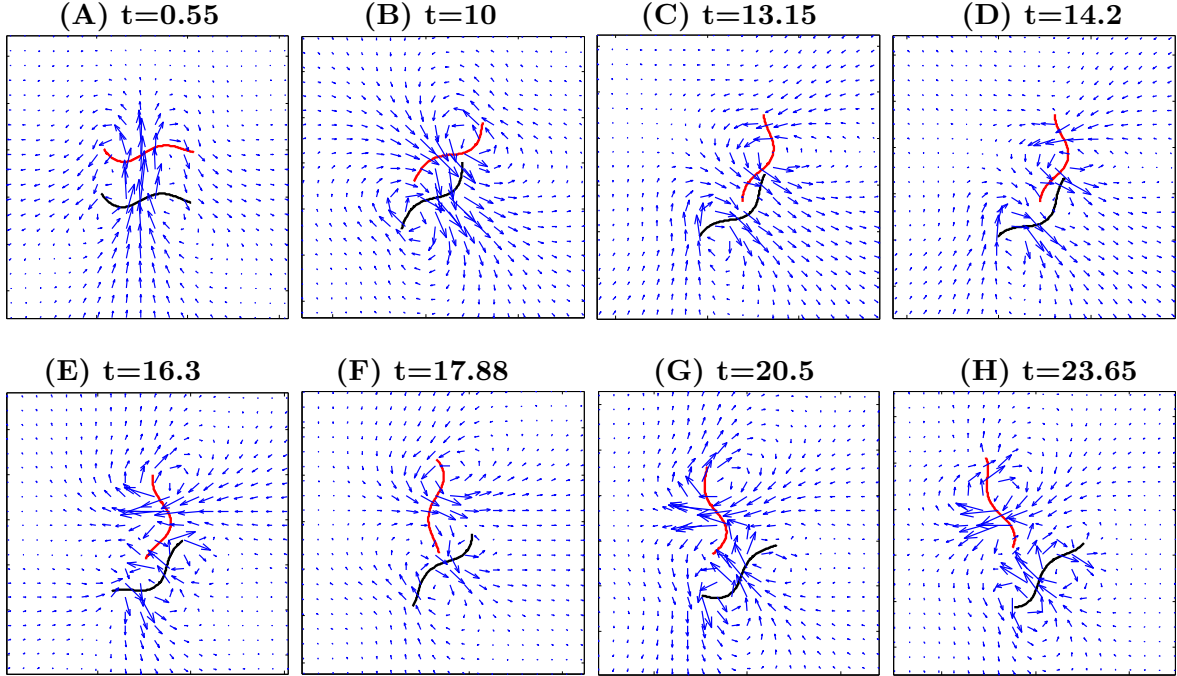 (A) t=0.55
(B) t=10
(C) t=13.15
(D) t=14.2
(E) t=16.3
(F) t=17.88
(G) t=20.5
(H) t=23.65